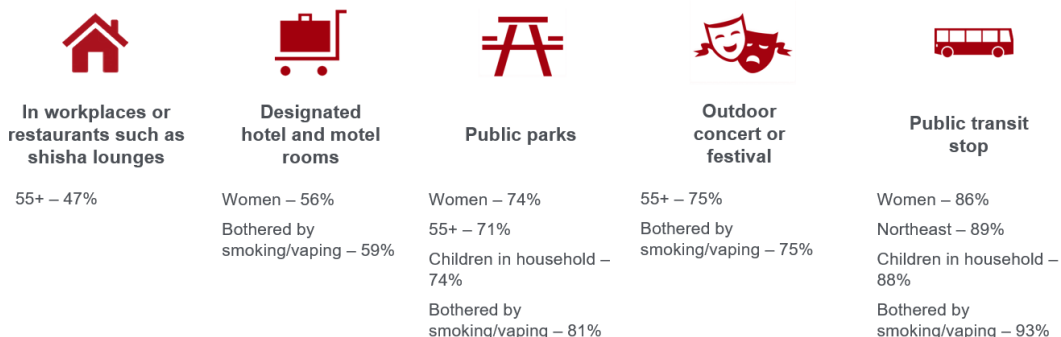 In workplaces or
restaurants such as
shisha lounges
55+ – 47%
Designated
hotel and motel
rooms
Women – 56%
Bothered by
smoking/vaping – 59%
Public parks
Women – 74%
55+ – 71%
Children in household –
74%
Bothered by
smoking/vaping – 81%
Outdoor
concert or
festival
55+ – 75%
Bothered by
smoking/vaping – 75%
Public transit
stop
Women – 86%
Northeast – 89%
Children in household –
88%
Bothered by
smoking/vaping – 93%